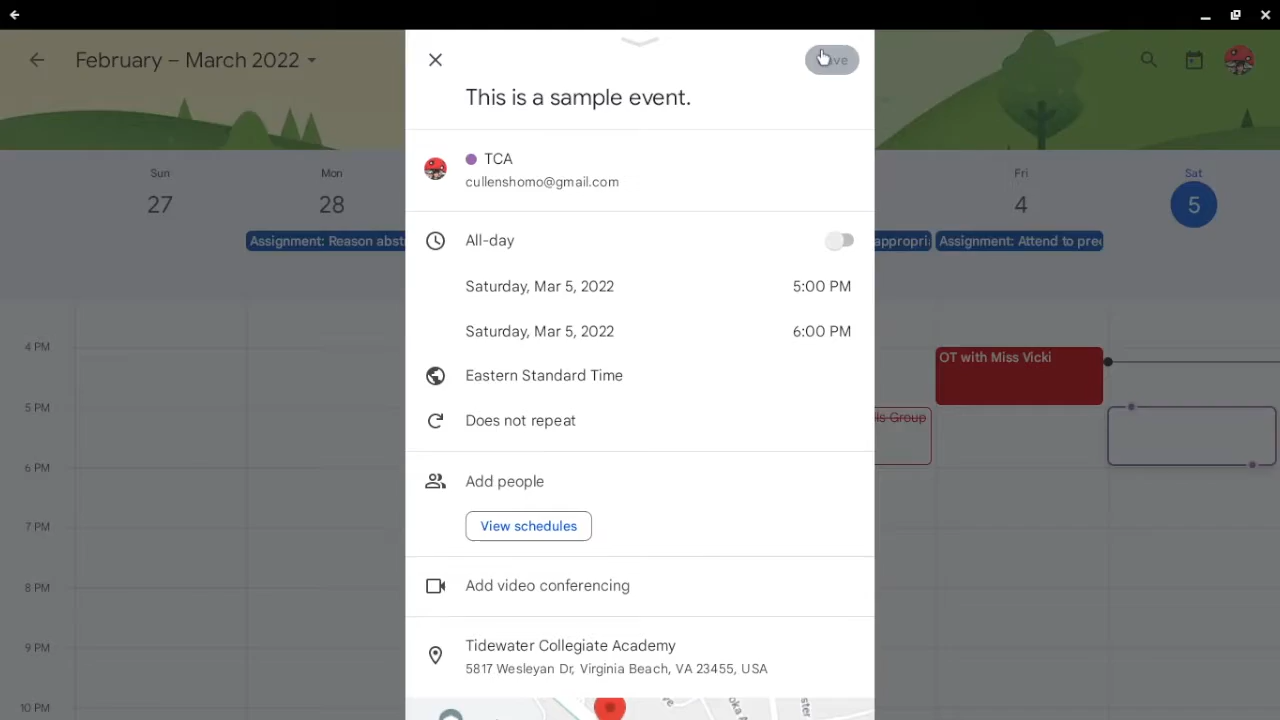 February – March 2022
This is a sample event.
TCA
cullenshomo@gmail.com
Sun
Mon
Fri
Sat
27
28
4
5
Assignment: Reason abst
appropri
Assignment: Attend to prec
All-day
Saturday, Mar 5, 2022 5:00 PM
Saturday, Mar 5, 2022 6:00 PM
Eastern Standard Time
Does not repeat
Add people
View schedules
Add video conferencing
Tidewater Collegiate Academy
5817 Wesleyan Dr, Virginia Beach, VA 23455, USA
4 PM
5 PM
6 PM
7 PM
8 PM
9 PM
10 PM
OT with Miss Vicki
ls Group